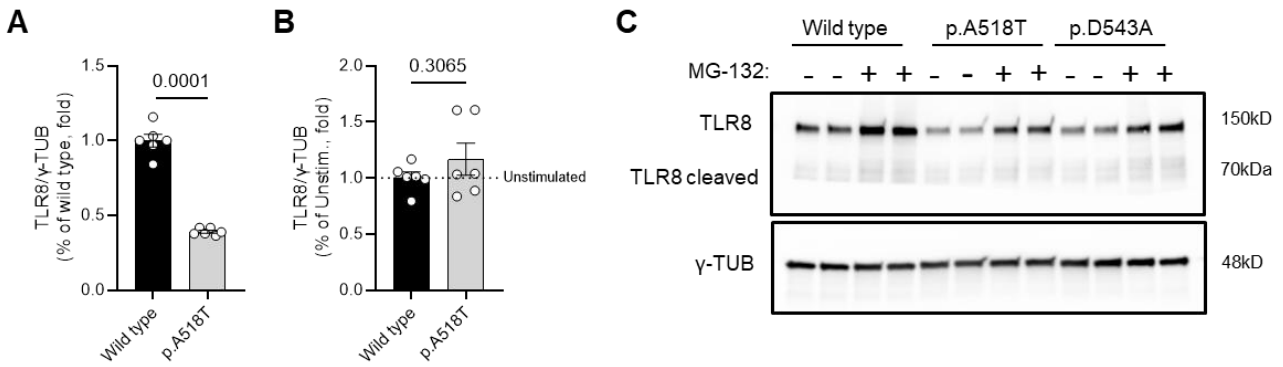 A
TLR8/γ-TUB
(% of wild type, fold)
1.5
1.0
0.5
0.0
0.0001
Wild type
p.A518T
B
TLR8/γ-TUB
(% of Unstim., fold)
2.0
1.5
1.0
0.5
0.0
0.3065
Unstimulated
Wild type
p.A518T
C
Wild type p.A518T p.D543A
MG-132: - - + + - - + + - - + +
TLR8 150kD
TLR8 cleaved 70kDa
γ-TUB 48kD